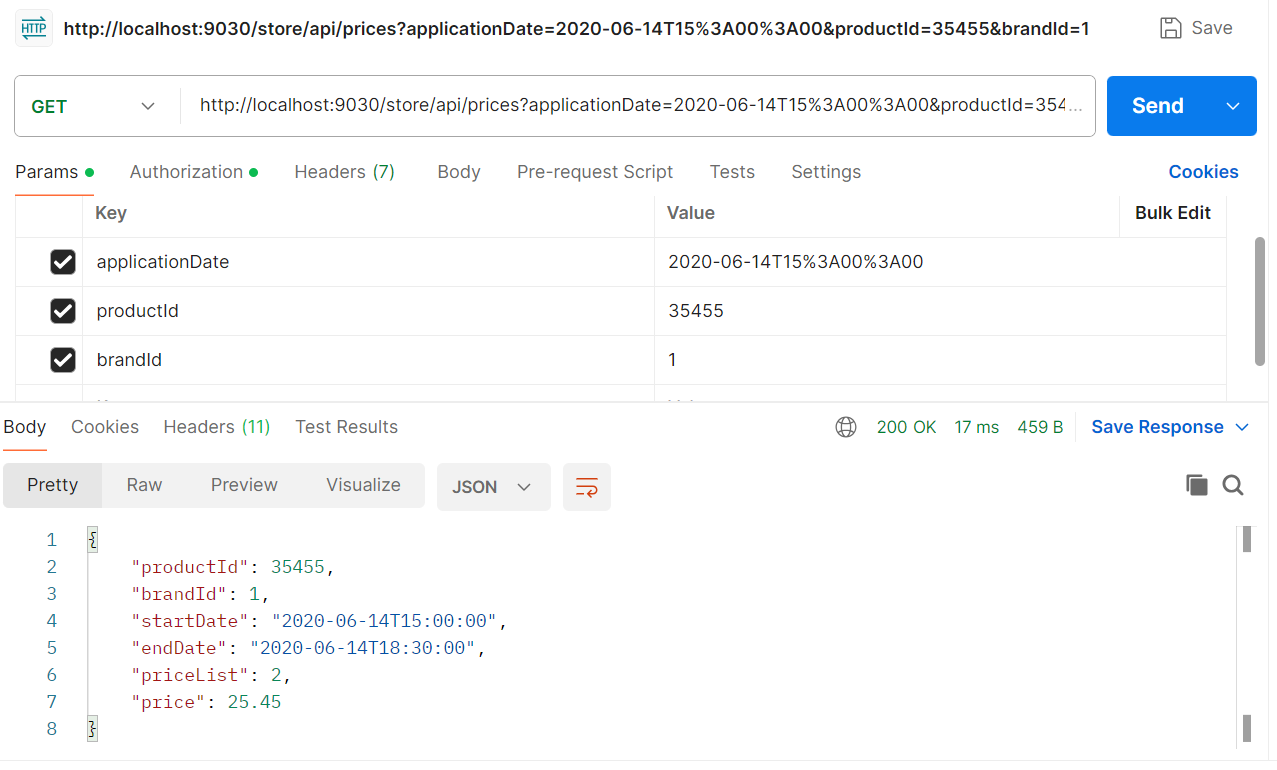 HTTP http://localhost:9030/store/api/prices?applicationDate=2020-06-14T15%3A00%3A00&productId=35455&brandId=1 Save
GET http://localhost:9030/store/api/prices?applicationDate=2020-06-14T15%3A00%3A00&productId=354... Send
Params Authorization Headers (7) Body Pre-request Script Tests Settings Cookies
Key Value Bulk Edit
applicationDate 2020-06-14T15%3A00%3A00
productId 35455
brandId 1
Body Cookies Headers (11) Test Results 200 OK 17 ms 459 B Save Response
Pretty Raw Preview Visualize JSON
1 {
2 "productId": 35455,
3 "brandId": 1,
4 "startDate": "2020-06-14T15:00:00",
5 "endDate": "2020-06-14T18:30:00",
6 "priceList": 2,
7 "price": 25.45
8 }